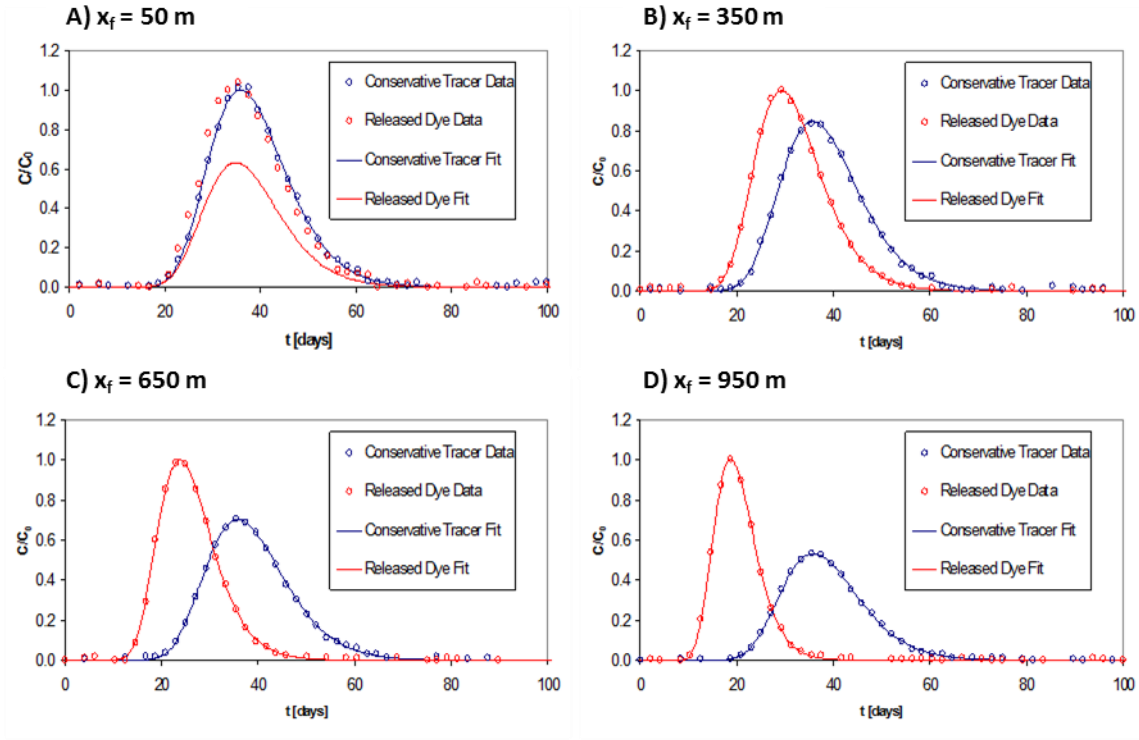 A) xf = 50 m
1.2
1.0
0.8
0.6
0.4
0.2
0.0
C/C0
0 20 40 60 80 100
t [days]
Conservative Tracer Data
Released Dye Data
Conservative Tracer Fit
Released Dye Fit
B) xf = 350 m
1.2
1.0
0.8
0.6
0.4
0.2
0.0
C/C0
0 20 40 60 80 100
t [days]
Conservative Tracer Data
Released Dye Data
Conservative Tracer Fit
Released Dye Fit
C) xf = 650 m
1.2
1.0
0.8
0.6
0.4
0.2
0.0
C/C0
0 20 40 60 80 100
t [days]
Conservative Tracer Data
Released Dye Data
Conservative Tracer Fit
Released Dye Fit
D) xf = 950 m
1.2
1.0
0.8
0.6
0.4
0.2
0.0
C/C0
0 20 40 60 80 100
t [days]
Conservative Tracer Data
Released Dye Data
Conservative Tracer Fit
Released Dye Fit